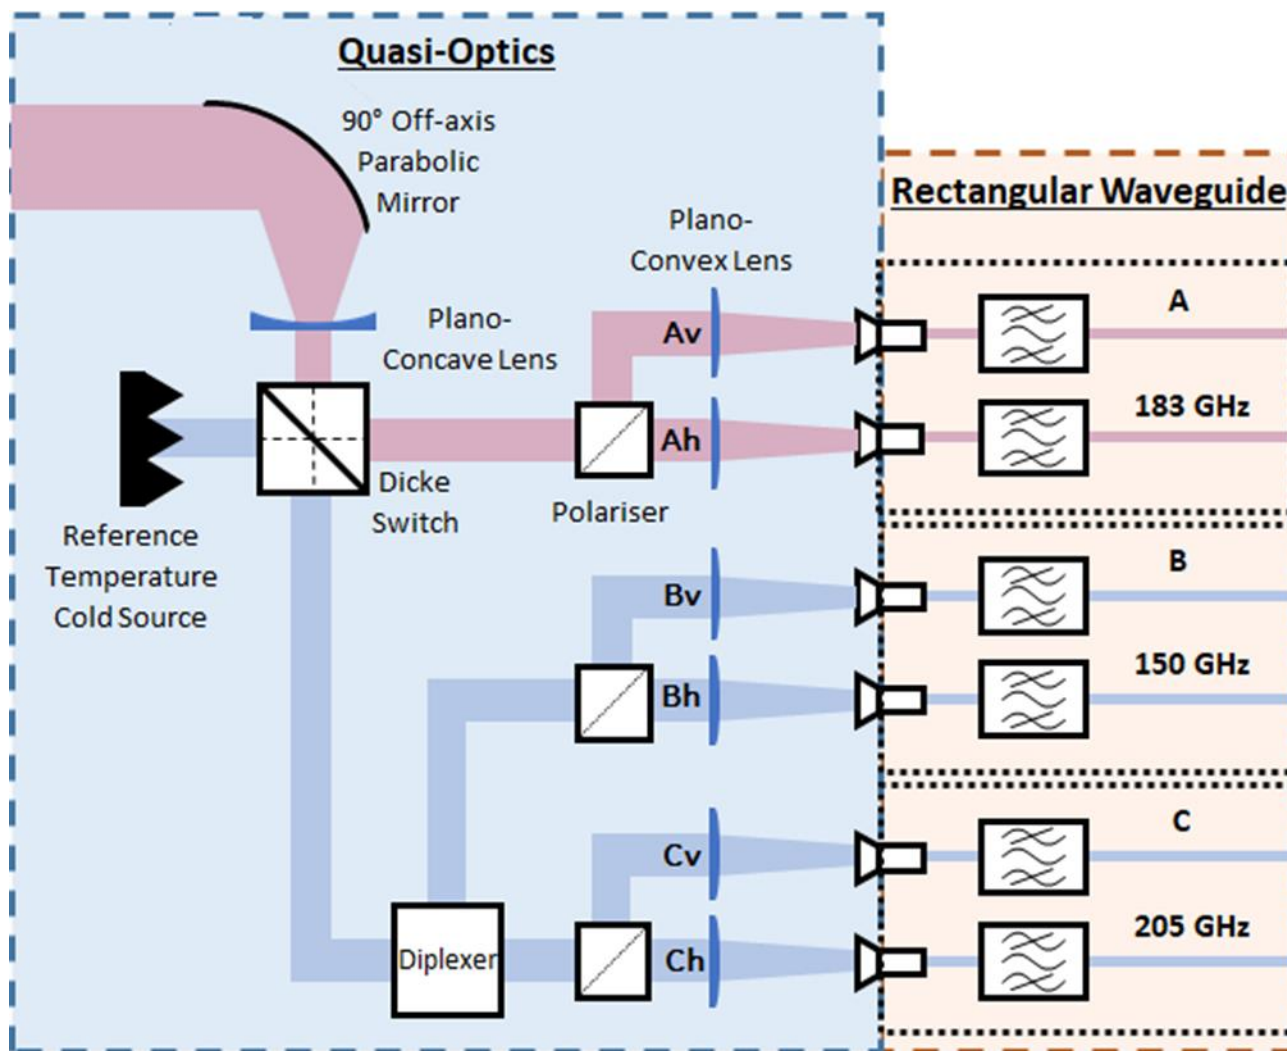 Quasi-Optics
90° Off-axis
Parabolic
Mirror
Rectangular Waveguide
Plano-
Convex Lens
A
Plano-
Concave Lens
Av
183 GHz
Ah
Dicke
Switch
Polariser
Reference
Temperature
Cold Source
B
Bv
150 GHz
Bh
C
Cv
205 GHz
Diplexer
Ch